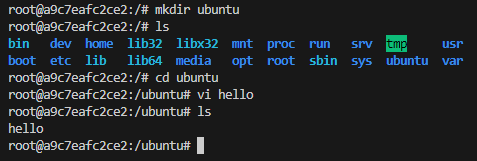 root@a9c7eafc2ce2:/# mkdir ubuntu
root@a9c7eafc2ce2:/# ls
bin dev home lib32 libx32 mnt proc run srv tmp usr
boot etc lib lib64 media opt root sbin sys ubuntu var
root@a9c7eafc2ce2:/# cd ubuntu
root@a9c7eafc2ce2:/ubuntu# vi hello
root@a9c7eafc2ce2:/ubuntu# ls
hello
root@a9c7eafc2ce2:/ubuntu#